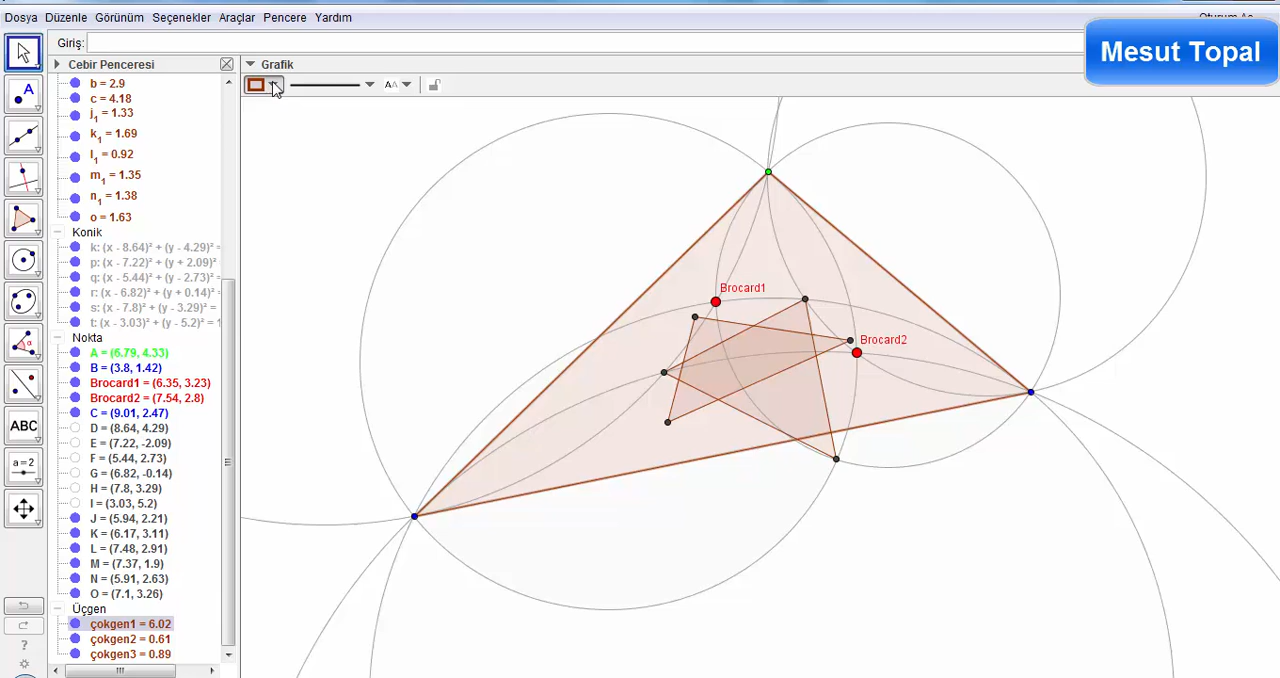 Dosya Düzenle Görünüm Seçenekler Araçlar Pencere Yardım
Mesut Topal
Giriş:
Cebir Penceresi
Grafik
b = 2.9
c = 4.18
j1 = 1.33
k1 = 1.69
l1 = 0.92
m1 = 1.35
n1 = 1.38
o = 1.63
Konik
k: (x - 8.64)² + (y - 4.29)² =
p: (x - 7.22)² + (y + 2.09)² =
q: (x - 5.44)² + (y - 2.73)² =
r: (x - 6.82)² + (y + 0.14)² =
s: (x - 7.8)² + (y - 3.29)² =
t: (x - 3.03)² + (y - 5.2)² = 1
Nokta
A = (6.79, 4.33)
B = (3.8, 1.42)
Brocard1 = (6.35, 3.23)
Brocard2 = (7.54, 2.8)
C = (9.01, 2.47)
D = (8.64, 4.29)
E = (7.22, -2.09)
F = (5.44, 2.73)
G = (6.82, -0.14)
H = (7.8, 3.29)
I = (3.03, 5.2)
J = (5.94, 2.21)
K = (6.17, 3.11)
L = (7.48, 2.91)
M = (7.37, 1.9)
N = (5.91, 2.63)
O = (7.1, 3.26)
Üçgen
çokgen1 = 6.02
çokgen2 = 0.61
çokgen3 = 0.89
A
α
ABC
a=2
AA
Brocard1
Brocard2